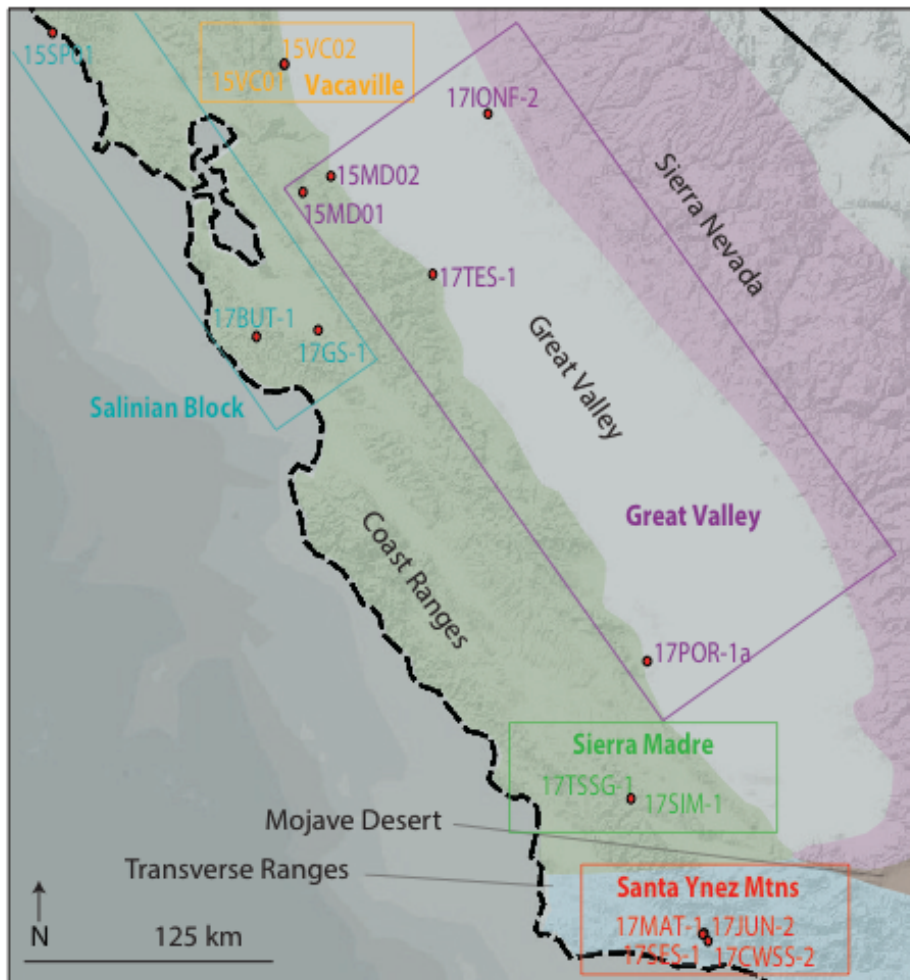 15SP01
15VC02
15VC01
Vacaville
17IONF-2
Sierra Nevada
15MD02
15MD01
17TES-1
17BUT-1
17GS-1
Great Valley
Salinian Block
Great Valley
Coast Ranges
17POR-1a
Sierra Madre
17TSSG-1
17SIM-1
Mojave Desert
Transverse Ranges
Santa Ynez Mtns
17MAT-1 17JUN-2
17SES-1 17CWSS-2
N
125 km